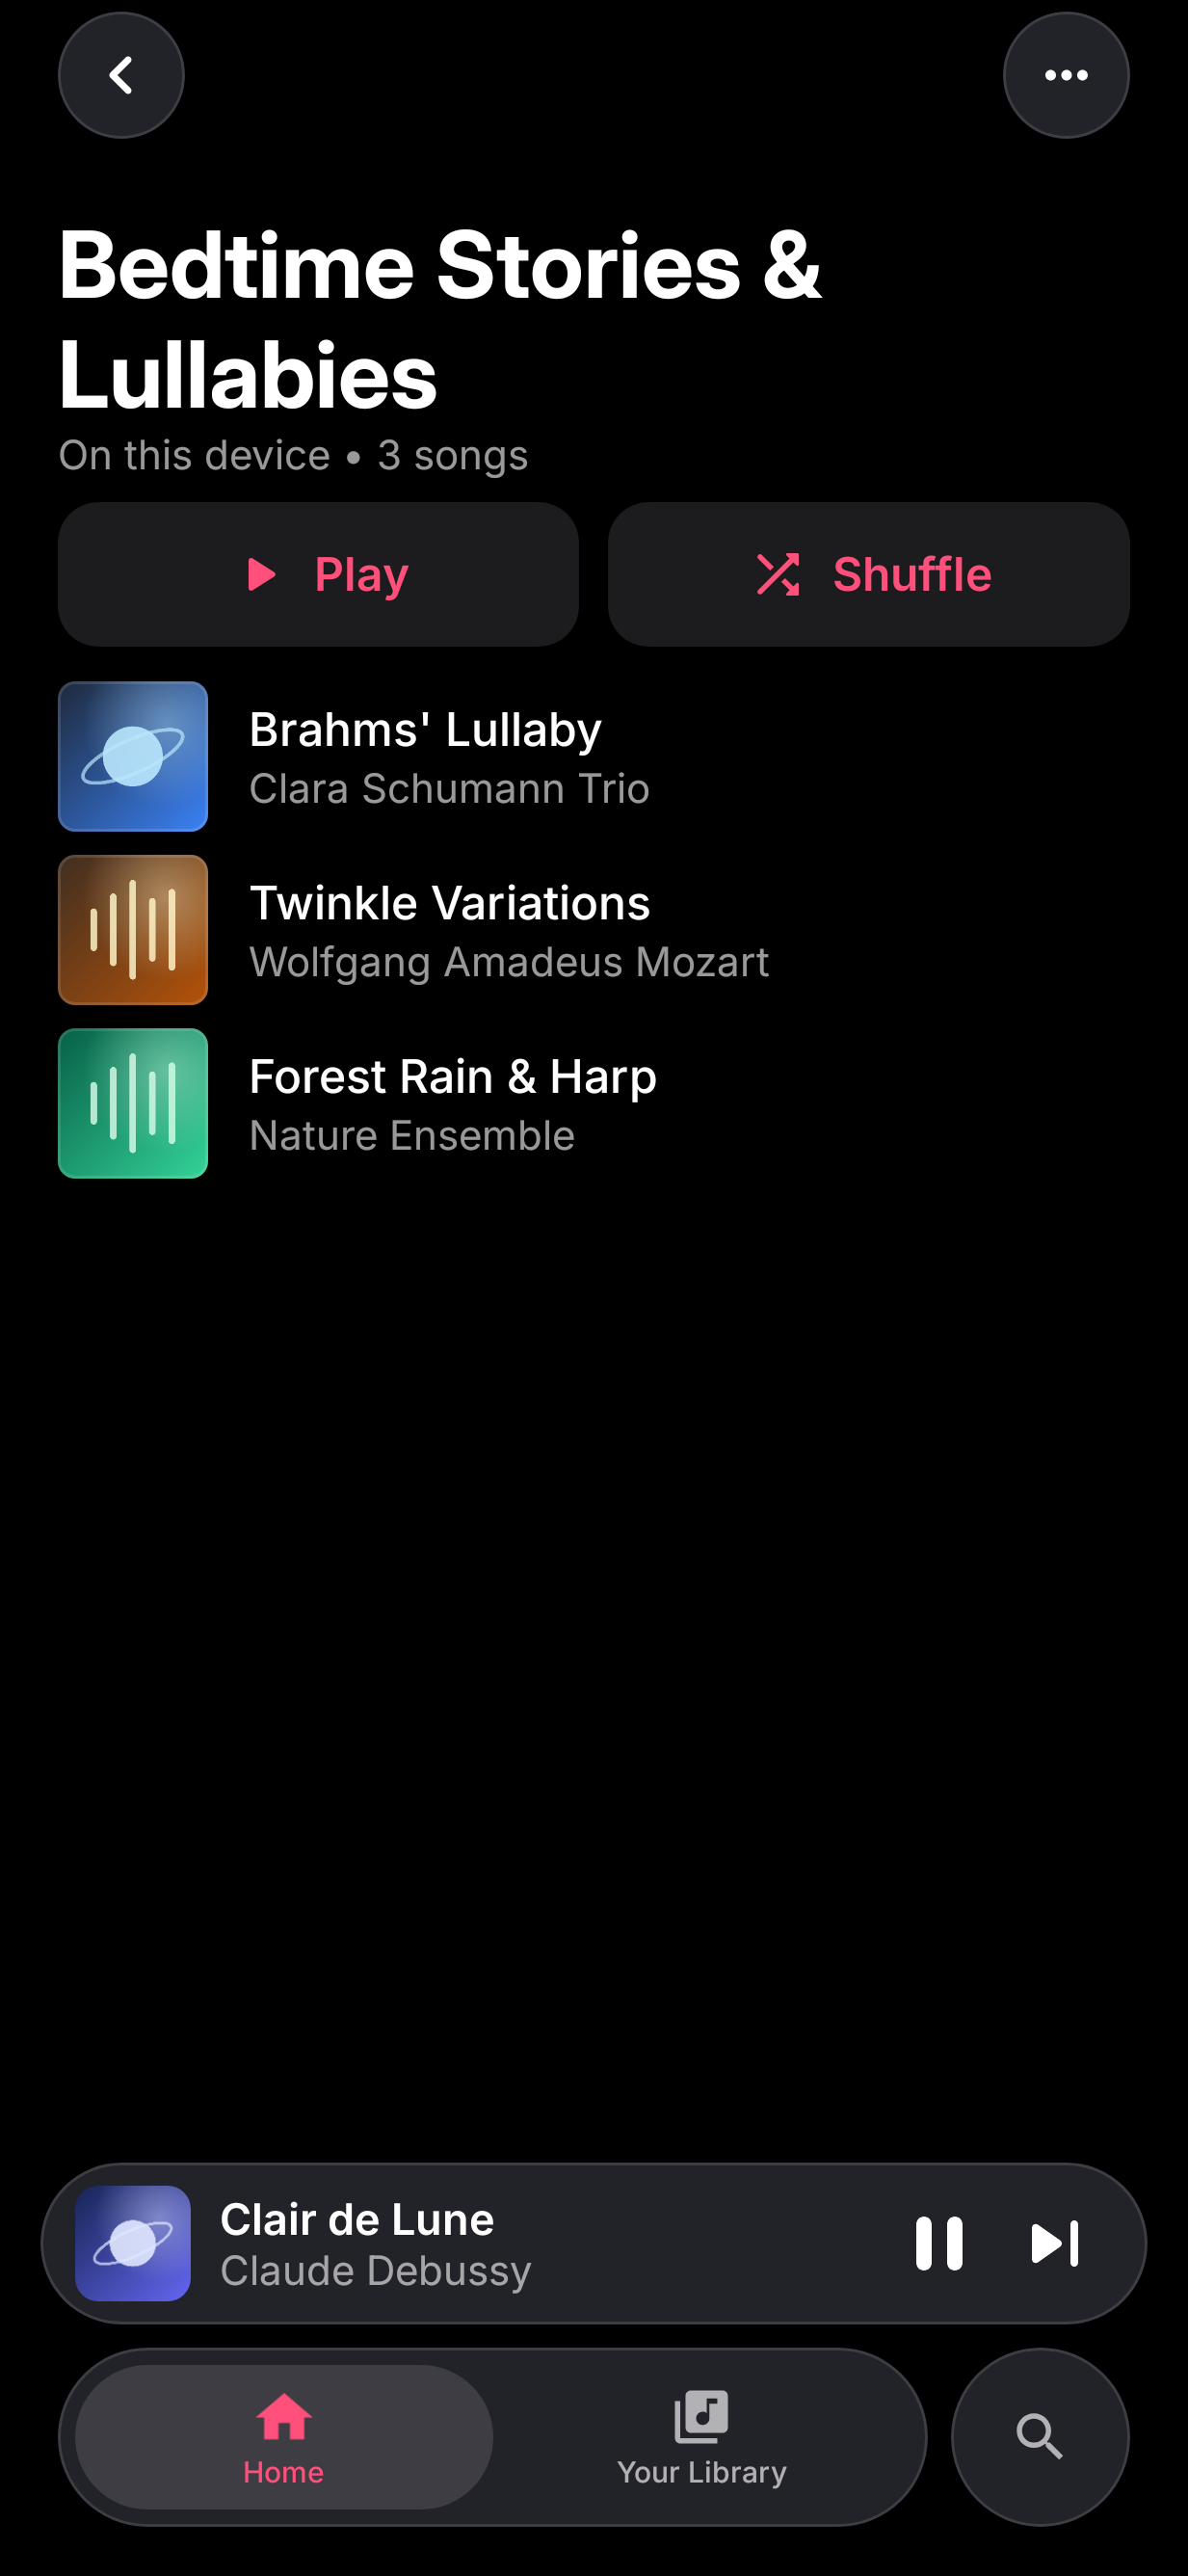 Bedtime Stories &
Lullabies
On this device • 3 songs
Play
Shuffle
Brahms' Lullaby
Clara Schumann Trio
Twinkle Variations
Wolfgang Amadeus Mozart
Forest Rain & Harp
Nature Ensemble
Clair de Lune
Claude Debussy
Home
Your Library